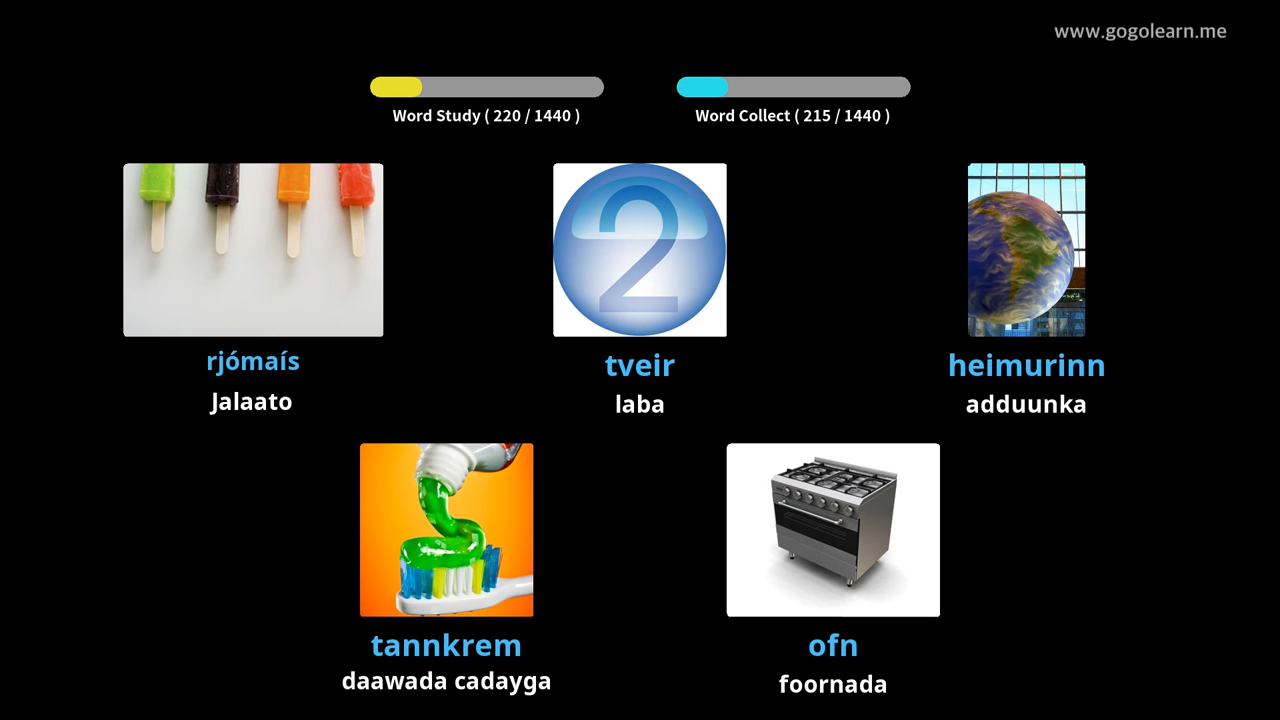 www.gogolearn.me
Word Study ( 220 / 1440 )
Word Collect ( 215 / 1440 )
2
rjómaís
tveir
heimurinn
Jalaato
laba
adduunka
tannkrem
ofn
daawada cadayga
foornada